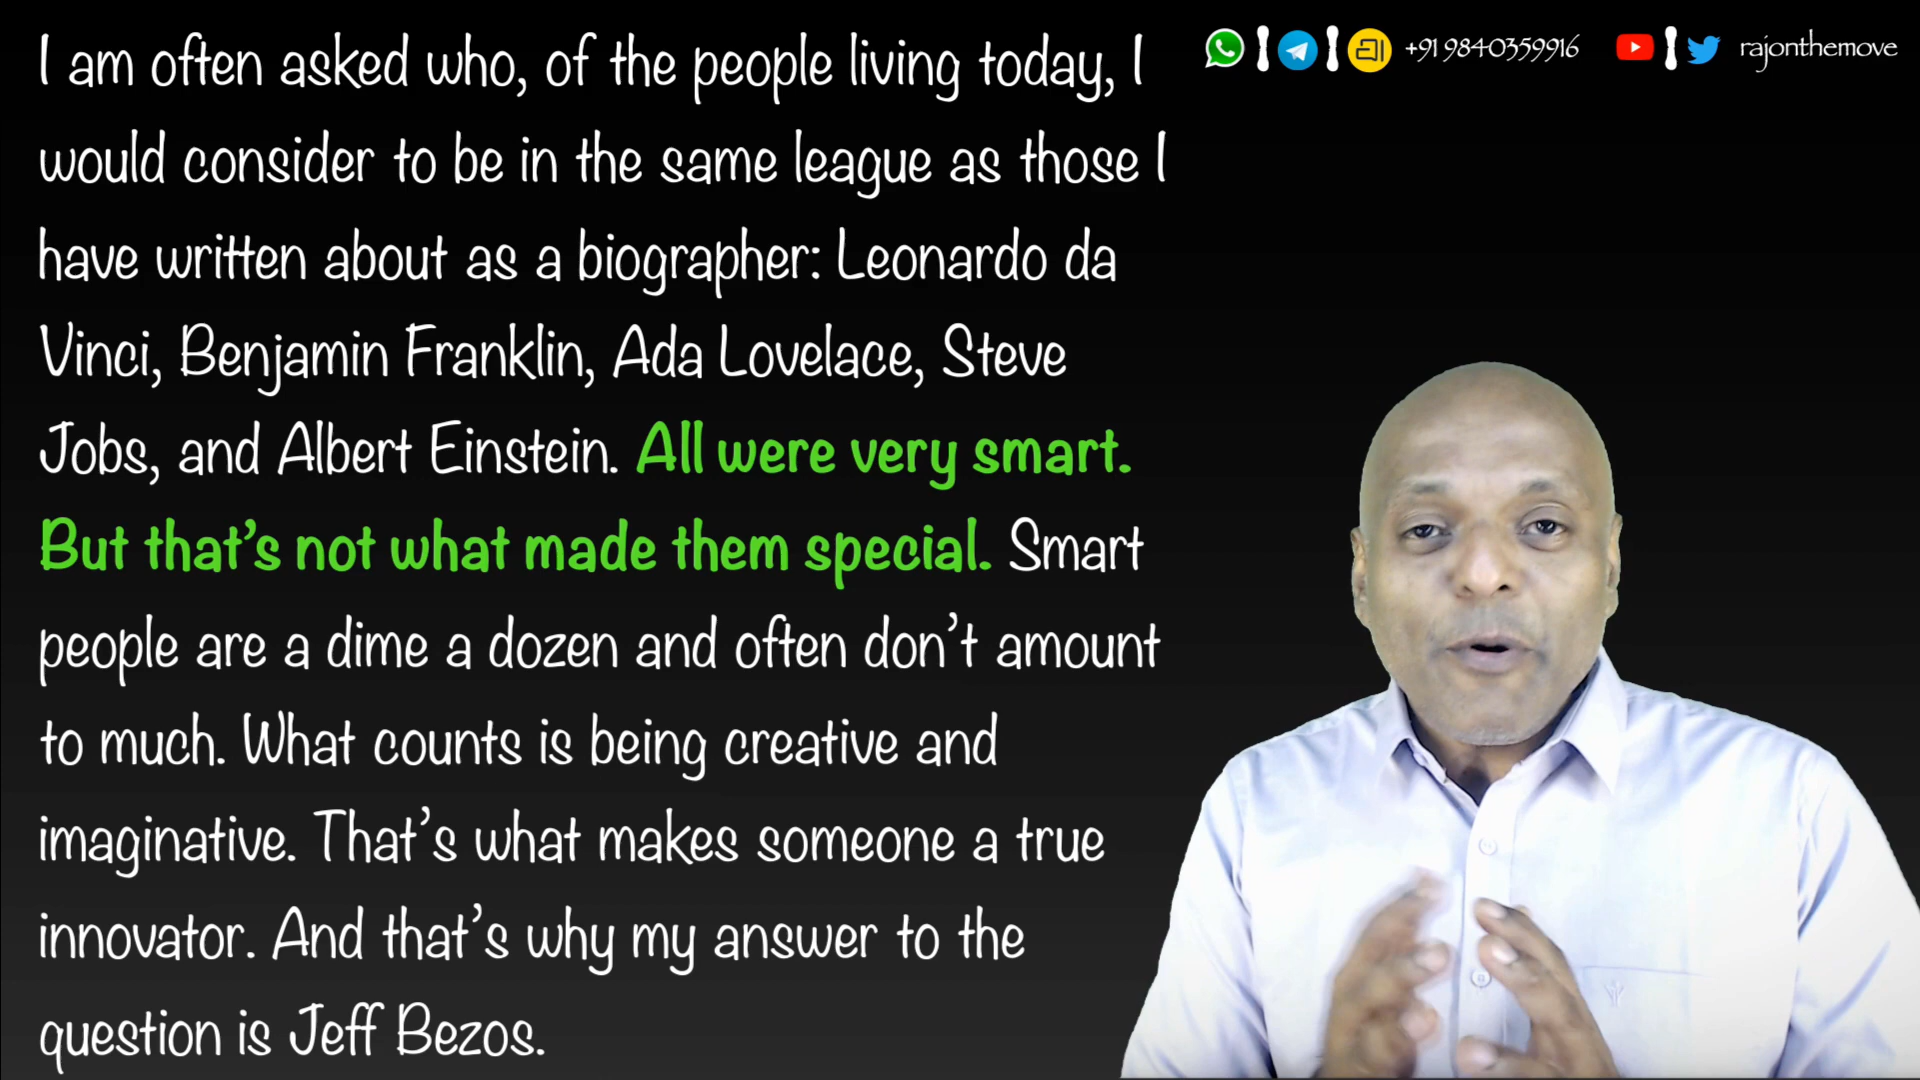 I am often asked who, of the people living today, I
would consider to be in the same league as those I
have written about as a biographer: Leonardo da
Vinci, Benjamin Franklin, Ada Lovelace, Steve
Jobs, and Albert Einstein. All were very smart.
But that's not what made them special. Smart
people are a dime a dozen and often don't amount
to much. What counts is being creative and
imaginative. That's what makes someone a true
innovator. And that's why my answer to the
question is Jeff Bezos.
+91 9840359916
rajonthemove